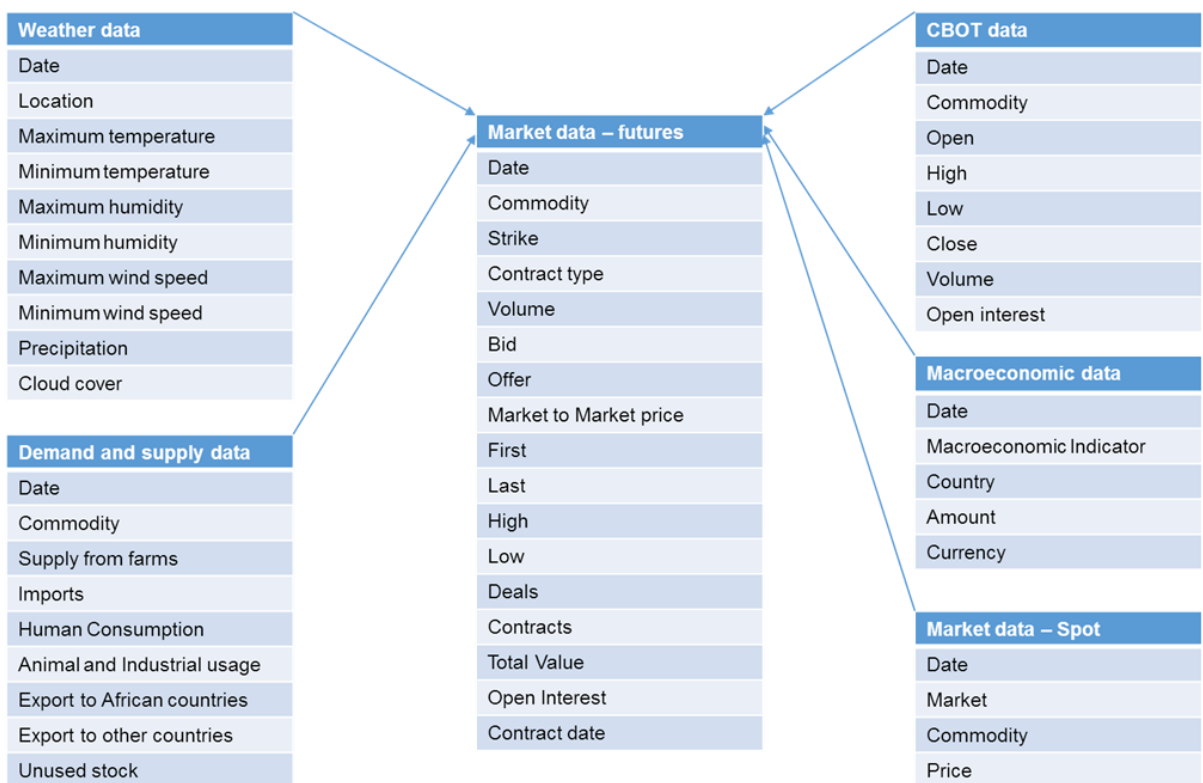 Weather data
Date
Location
Maximum temperature
Minimum temperature
Maximum humidity
Minimum humidity
Maximum wind speed
Minimum wind speed
Precipitation
Cloud cover
Demand and supply data
Date
Commodity
Supply from farms
Imports
Human Consumption
Animal and Industrial usage
Export to African countries
Export to other countries
Unused stock
Market data – futures
Date
Commodity
Strike
Contract type
Volume
Bid
Offer
Market to Market price
First
Last
High
Low
Deals
Contracts
Total Value
Open Interest
Contract date
CBOT data
Date
Commodity
Open
High
Low
Close
Volume
Open interest
Macroeconomic data
Date
Macroeconomic Indicator
Country
Amount
Currency
Market data – Spot
Date
Market
Commodity
Price